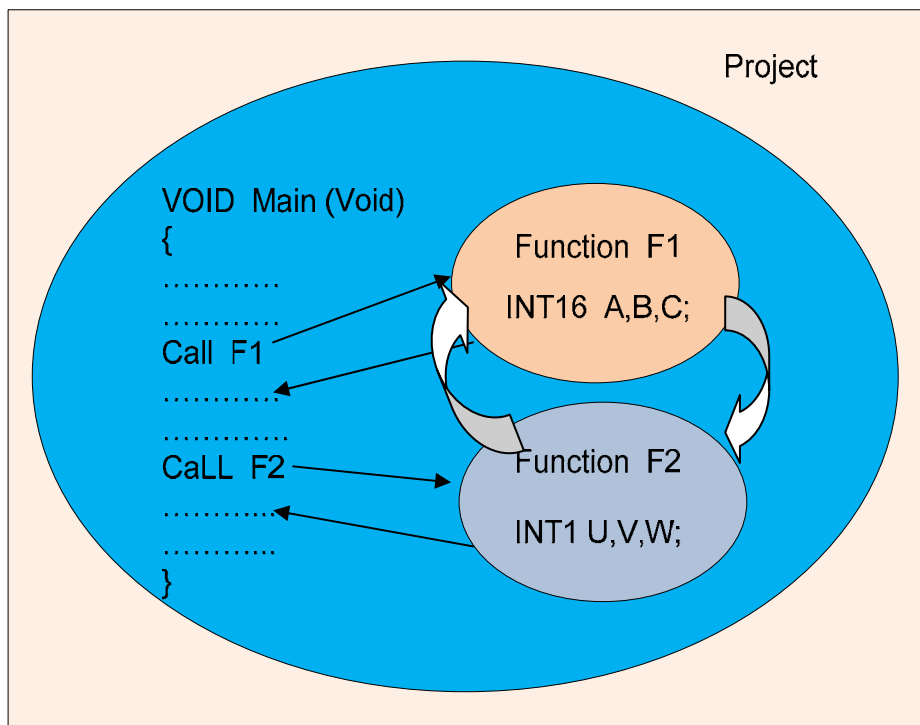 Project
VOID Main (Void)
{
…………
…………
Call F1
…………
………….
CaLL F2
………...
………...
}
Function F1
INT16 A,B,C;
Function F2
INT1 U,V,W;